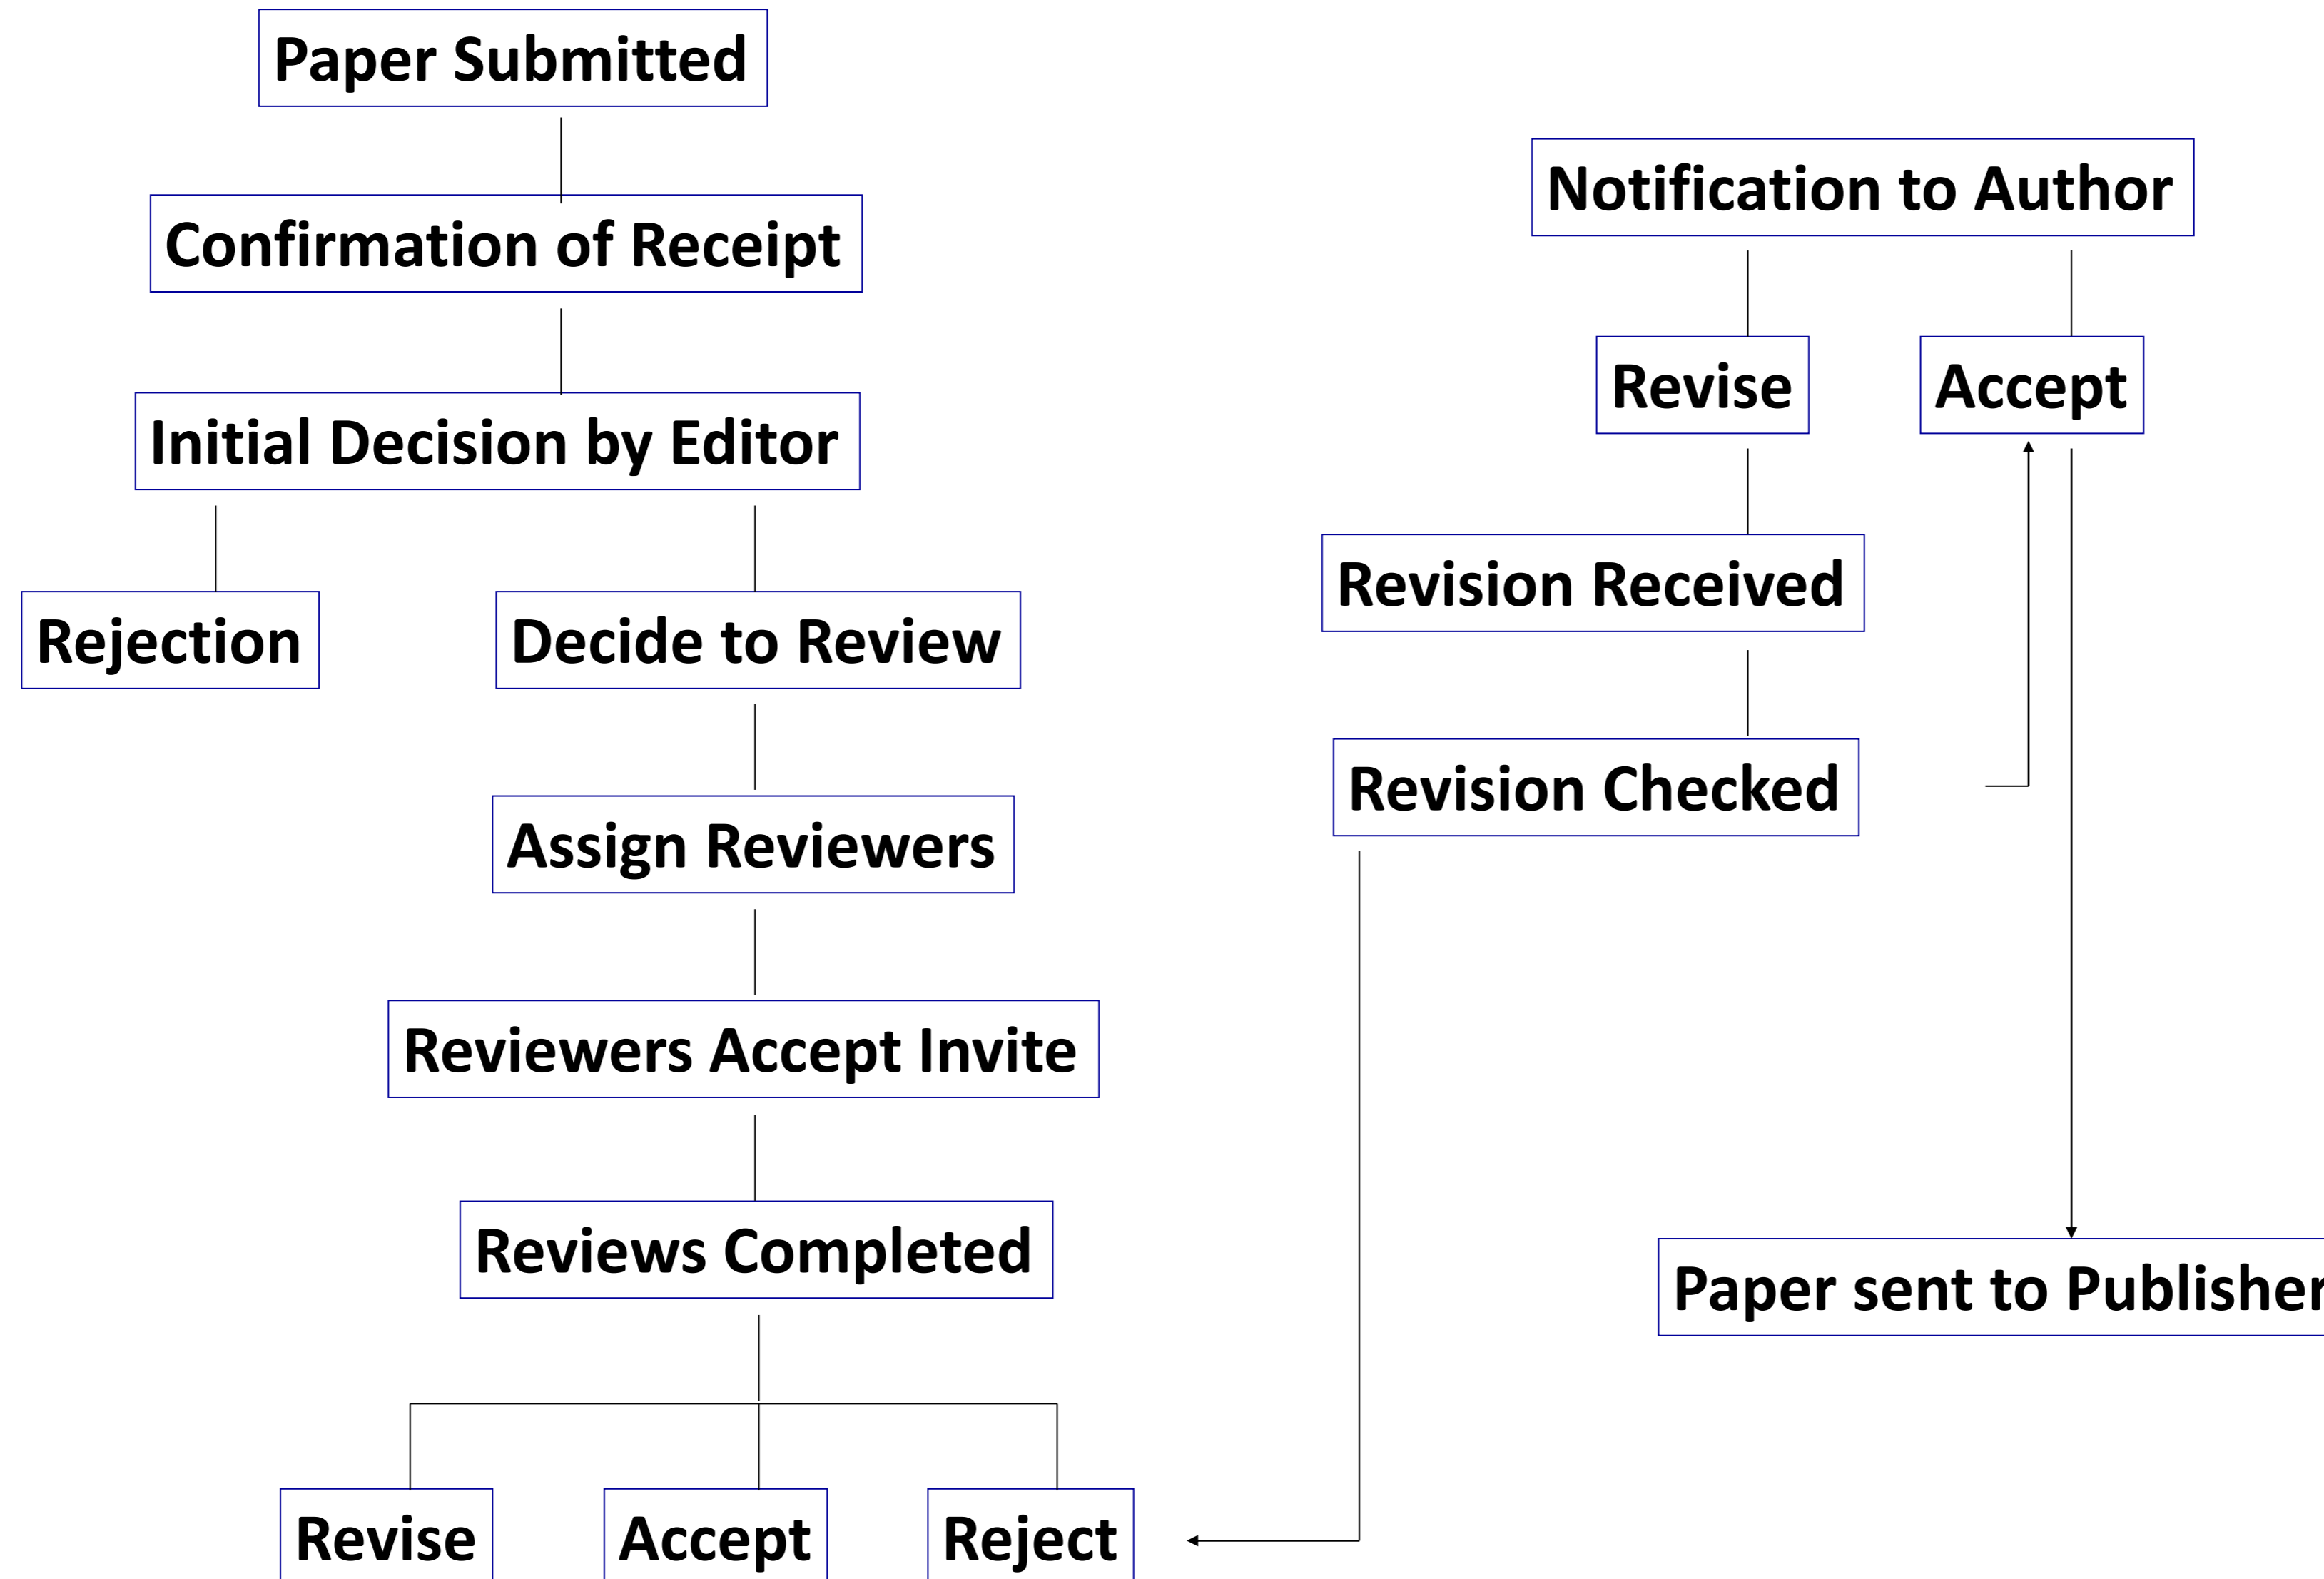 Paper Submitted
Confirmation of Receipt
Initial Decision by Editor
Rejection
Decide to Review
Assign Reviewers
Reviewers Accept Invite
Reviews Completed
Revise
Accept
Reject
Notification to Author
Revise
Accept
Revision Received
Revision Checked
Paper sent to Publisher